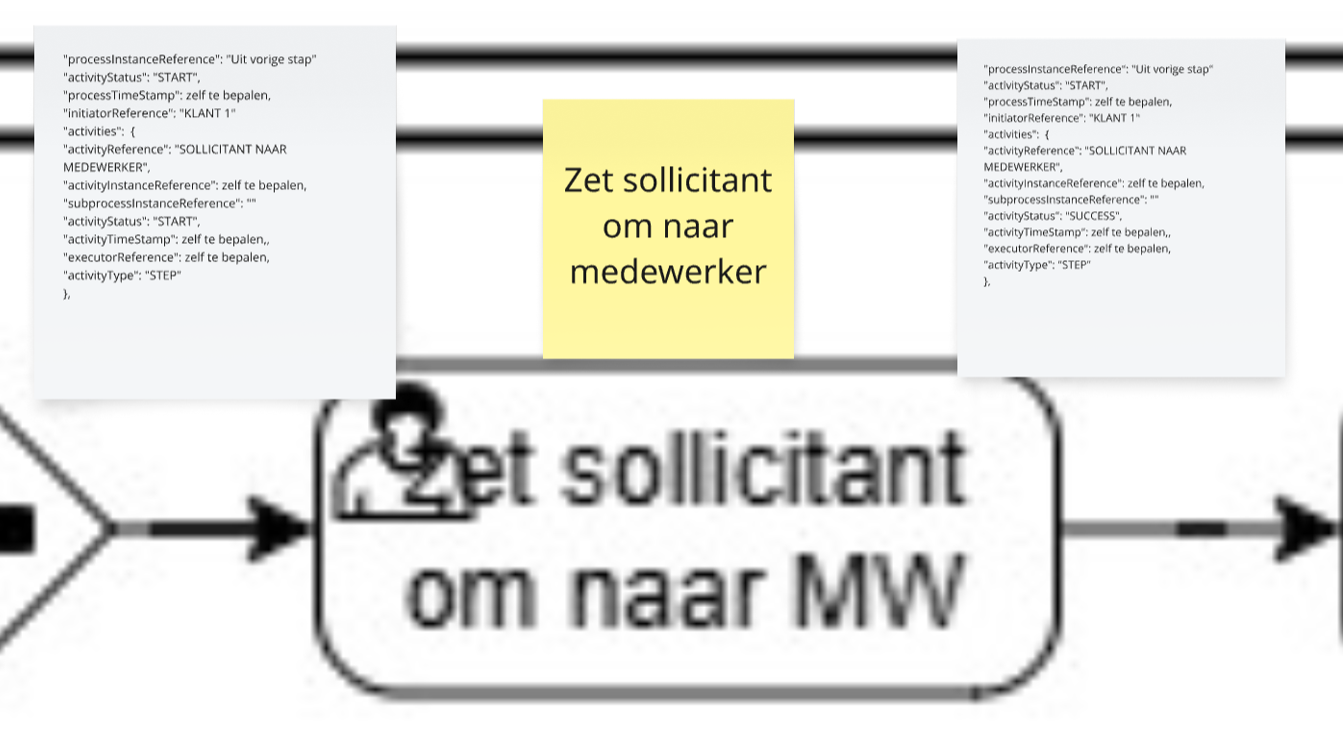 "processInstanceReference": "Uit vorige stap"
"activityStatus": "START",
"processTimeStamp": zelf te bepalen,
"initiatorReference": "KLANT 1"
"activities":  {
"activityReference": "SOLLICITANT NAAR
MEDEWERKER",
"activityInstanceReference": zelf te bepalen,
"subprocessInstanceReference": ""
"activityStatus": "START",
"activityTimeStamp": zelf te bepalen,,
"executorReference": zelf te bepalen,
"activityType": "STEP"
},
Zet sollicitant
om naar
medewerker
"processInstanceReference": "Uit vorige stap"
"activityStatus": "START",
"processTimeStamp": zelf te bepalen,
"initiatorReference": "KLANT 1"
"activities":  {
"activityReference": "SOLLICITANT NAAR
MEDEWERKER",
"activityInstanceReference": zelf te bepalen,
"subprocessInstanceReference": ""
"activityStatus": "SUCCESS",
"activityTimeStamp": zelf te bepalen,,
"executorReference": zelf te bepalen,
"activityType": "STEP"
},
Zet sollicitant
om naar MW